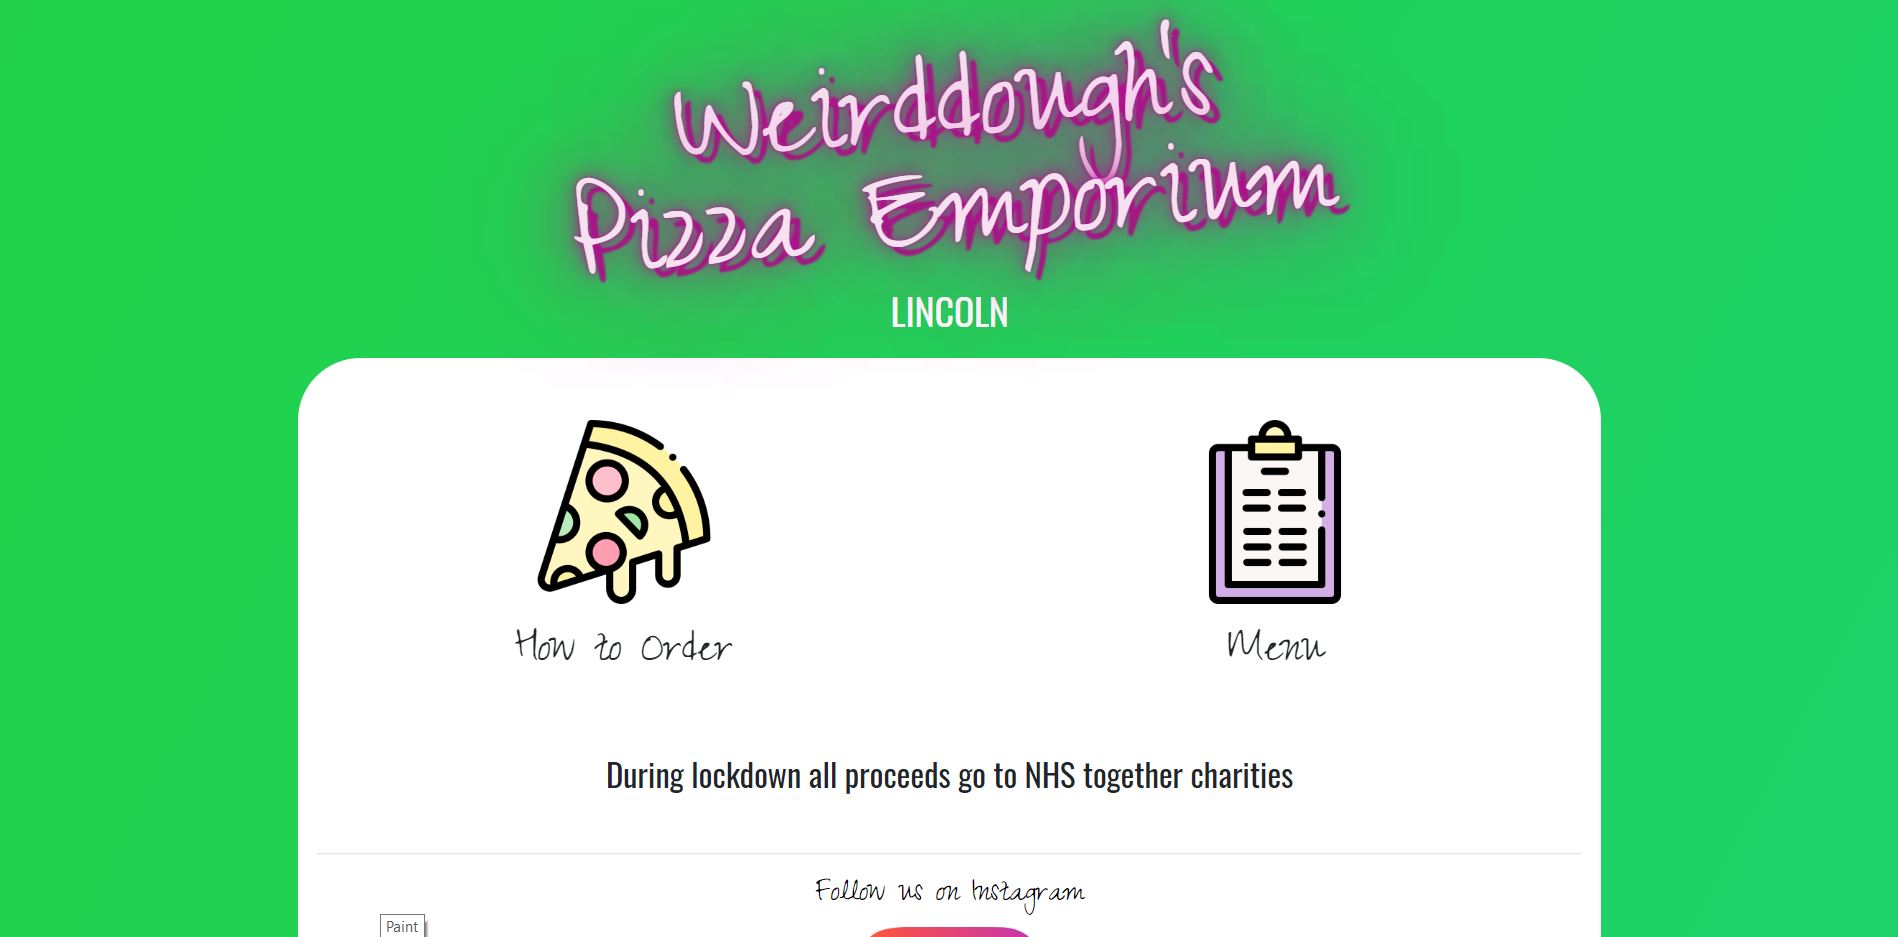 Weirddough's
Pizza Emporium
LINCOLN
How to Order
Menu
During lockdown all proceeds go to NHS together charities
Follow us on Instagram
Paint